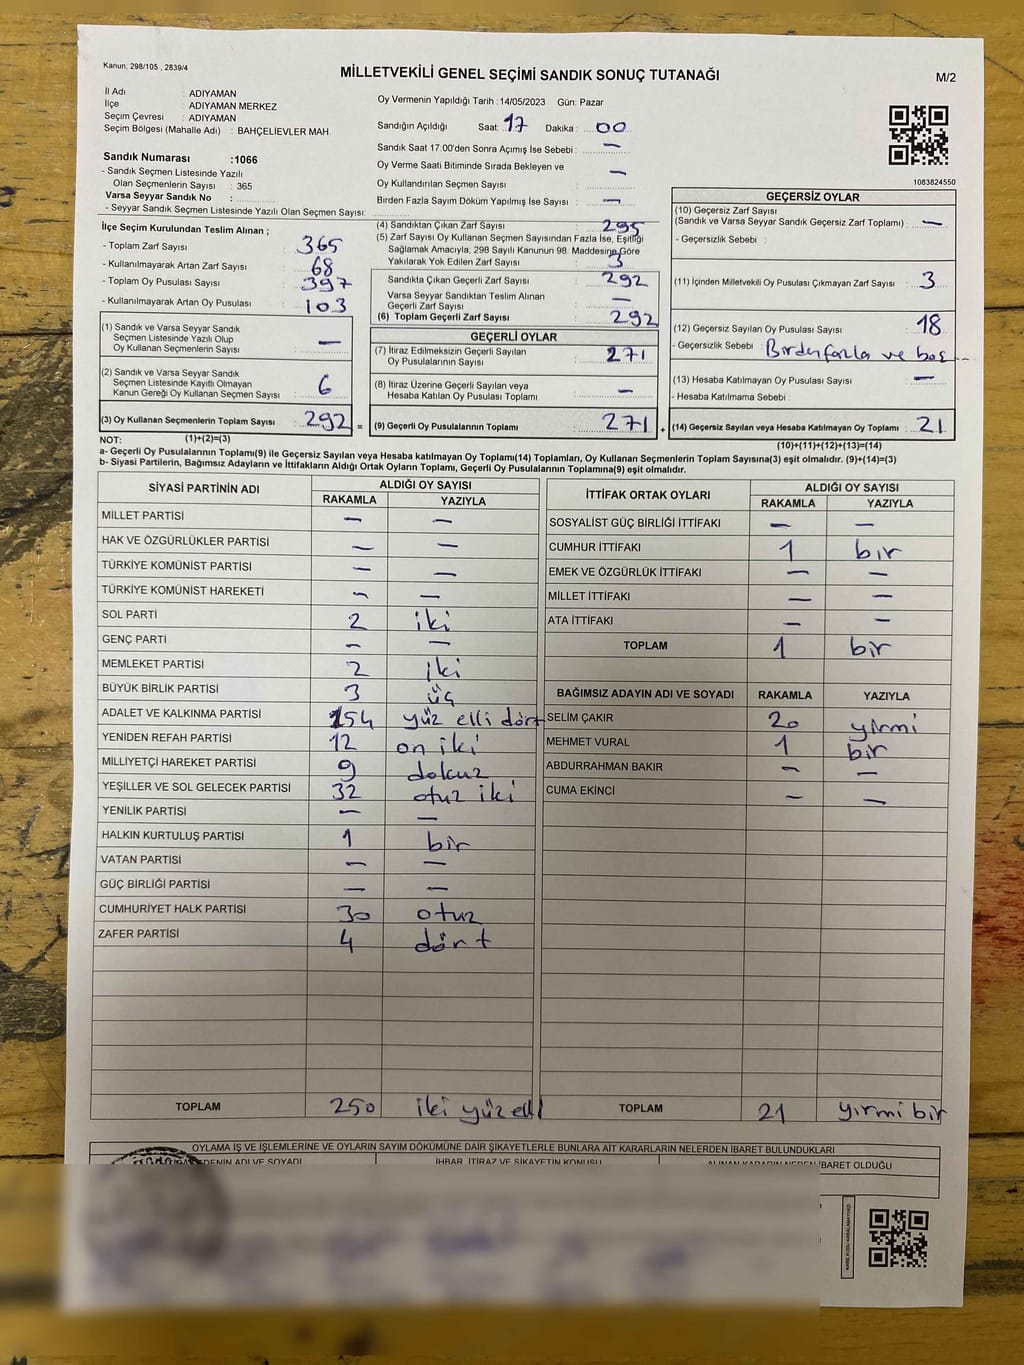 Kanun, 298/105 , 2839/4
MİLLETVEKİLİ GENEL SEÇİMİ SANDIK SONUÇ TUTANAĞI
M/2
İl Adı : ADIYAMAN
İlçe : ADIYAMAN MERKEZ
Seçim Çevresi : ADIYAMAN
Seçim Bölgesi (Mahalle Adı) : BAHÇELİEVLER MAH.
Sandık Numarası :1066
- Sandık Seçmen Listesinde Yazılı
Olan Seçmenlerin Sayısı : 365
Varsa Seyyar Sandık No :
- Seyyar Sandık Seçmen Listesinde Yazılı Olan Seçmen Sayısı:
Oy Vermenin Yapıldığı Tarih :14/05/2023 Gün: Pazar
Sandığın Açıldığı Saat: 17 Dakika : 00
Sandık Saat 17:00'den Sonra Açımış İse Sebebi : —
Oy Verme Saati Bitiminde Sırada Bekleyen ve
Oy Kullandırılan Seçmen Sayısı : —
Birden Fazla Sayım Döküm Yapılmış İse Sayısı : —
1083824550
İlçe Seçim Kurulundan Teslim Alınan ;
- Toplam Zarf Sayısı : 365
- Kullanılmayarak Artan Zarf Sayısı : 68
- Toplam Oy Pusulası Sayısı : 397
- Kullanılmayarak Artan Oy Pusulası : 103
(1) Sandık ve Varsa Seyyar Sandık
Seçmen Listesinde Yazılı Olup
Oy Kullanan Seçmenlerin Sayısı : —
(2) Sandık ve Varsa Seyyar Sandık
Seçmen Listesinde Kayıtlı Olmayan
Kanun Gereği Oy Kullanan Seçmen Sayısı : 6
(3) Oy Kullanan Seçmenlerin Toplam Sayısı : 292 =
(4) Sandıktan Çıkan Zarf Sayısı : 295
(5) Zarf Sayısı Oy Kullanan Seçmen Sayısından Fazla İse, Eşitliği
Sağlamak Amacıyla, 298 Sayılı Kanunun 98. Maddesine Göre
Yakılarak Yok Edilen Zarf Sayısı : 3
Sandıkta Çıkan Geçerli Zarf Sayısı : 292
Varsa Seyyar Sandıktan Teslim Alınan
Geçerli Zarf Sayısı : —
(6) Toplam Geçerli Zarf Sayısı : 292
GEÇERLİ OYLAR
(7) İtiraz Edilmeksizin Geçerli Sayılan
Oy Pusulalarının Sayısı : 271
(8) İtiraz Üzerine Geçerli Sayılan veya
Hesaba Katılan Oy Pusulası Toplamı : —
(9) Geçerli Oy Pusulalarının Toplamı : 271 +
GEÇERSİZ OYLAR
(10) Geçersiz Zarf Sayısı
(Sandık ve Varsa Seyyar Sandık Geçersiz Zarf Toplamı) : —
- Geçersizlik Sebebi :
(11) İçinden Milletvekili Oy Pusulası Çıkmayan Zarf Sayısı : 3
(12) Geçersiz Sayılan Oy Pusulası Sayısı : 18
- Geçersizlik Sebebi : Birden fazla ve boş
(13) Hesaba Katılmayan Oy Pusulası Sayısı : —
- Hesaba Katılmama Sebebi :
(14) Geçersiz Sayılan veya Hesaba Katılmayan Oy Toplamı : 21
NOT: (1)+(2)=(3)
(10)+(11)+(12)+(13)=(14)
a- Geçerli Oy Pusulalarının Toplamı(9) ile Geçersiz Sayılan veya Hesaba katılmayan Oy Toplamı(14) Toplamları, Oy Kullanan Seçmenlerin Toplam Sayısına(3) eşit olmalıdır. (9)+(14)=(3)
b- Siyasi Partilerin, Bağımsız Adayların ve İttifakların Aldığı Ortak Oyların Toplamı, Geçerli Oy Pusulalarının Toplamına(9) eşit olmalıdır.
SİYASİ PARTİNİN ADI ALDIĞI OY SAYISI
RAKAMLA YAZIYLA
MİLLET PARTİSİ — —
HAK VE ÖZGÜRLÜKLER PARTİSİ — —
TÜRKİYE KOMÜNİST PARTİSİ — —
TÜRKİYE KOMÜNİST HAREKETİ — —
SOL PARTİ 2 iki
GENÇ PARTİ — —
MEMLEKET PARTİSİ 2 iki
BÜYÜK BİRLİK PARTİSİ 3 üç
ADALET VE KALKINMA PARTİSİ 154 yüz elli dört
YENİDEN REFAH PARTİSİ 12 on iki
MİLLİYETÇİ HAREKET PARTİSİ 9 dokuz
YEŞİLLER VE SOL GELECEK PARTİSİ 32 otuz iki
YENİLİK PARTİSİ — —
HALKIN KURTULUŞ PARTİSİ 1 bir
VATAN PARTİSİ — —
GÜÇ BİRLİĞİ PARTİSİ — —
CUMHURİYET HALK PARTİSİ 30 otuz
ZAFER PARTİSİ 4 dört
TOPLAM 250 iki yüz elli
İTTİFAK ORTAK OYLARI ALDIĞI OY SAYISI
RAKAMLA YAZIYLA
SOSYALİST GÜÇ BİRLİĞİ İTTİFAKI — —
CUMHUR İTTİFAKI 1 bir
EMEK VE ÖZGÜRLÜK İTTİFAKI — —
MİLLET İTTİFAKI — —
ATA İTTİFAKI — —
TOPLAM 1 bir
BAĞIMSIZ ADAYIN ADI VE SOYADI RAKAMLA YAZIYLA
SELİM ÇAKIR 20 yirmi
MEHMET VURAL 1 bir
ABDURRAHMAN BAKIR — —
CUMA EKİNCİ — —
TOPLAM 21 yirmi bir
OYLAMA İŞ VE İŞLEMLERİNE VE OYLARIN SAYIM DÖKÜMÜNE DAİR ŞİKAYETLERLE BUNLARA AİT KARARLARIN NELERDEN İBARET BULUNDUKLARI
ADI VE SOYADI
İHBAR, İTİRAZ VE ŞİKAYETİN KONUSU
ALINAN KARARIN NEDEN İBARET OLDUĞU